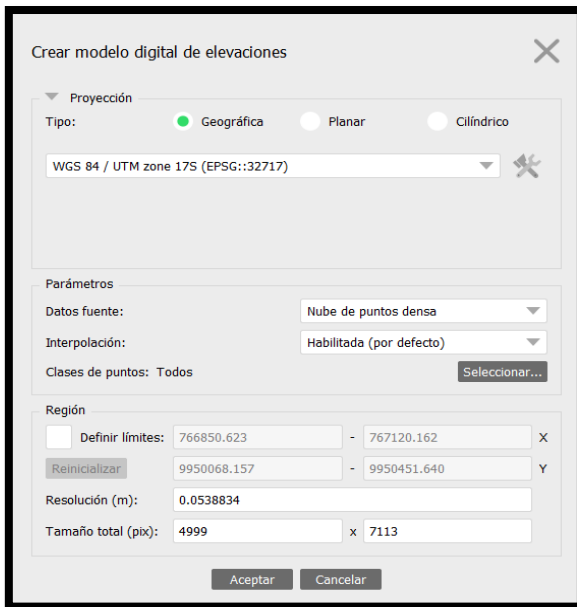 Crear modelo digital de elevaciones
Proyección
Tipo: Geográfica Planar Cilíndrico
WGS 84 / UTM zone 17S (EPSG::32717)
Parámetros
Datos fuente: Nube de puntos densa
Interpolación: Habilitada (por defecto)
Clases de puntos: Todos Seleccionar...
Región
Definir límites: 766850.623 - 767120.162 X
Reinicializar 9950068.157 - 9950451.640 Y
Resolución (m): 0.0538834
Tamaño total (pix): 4999 x 7113
Aceptar Cancelar